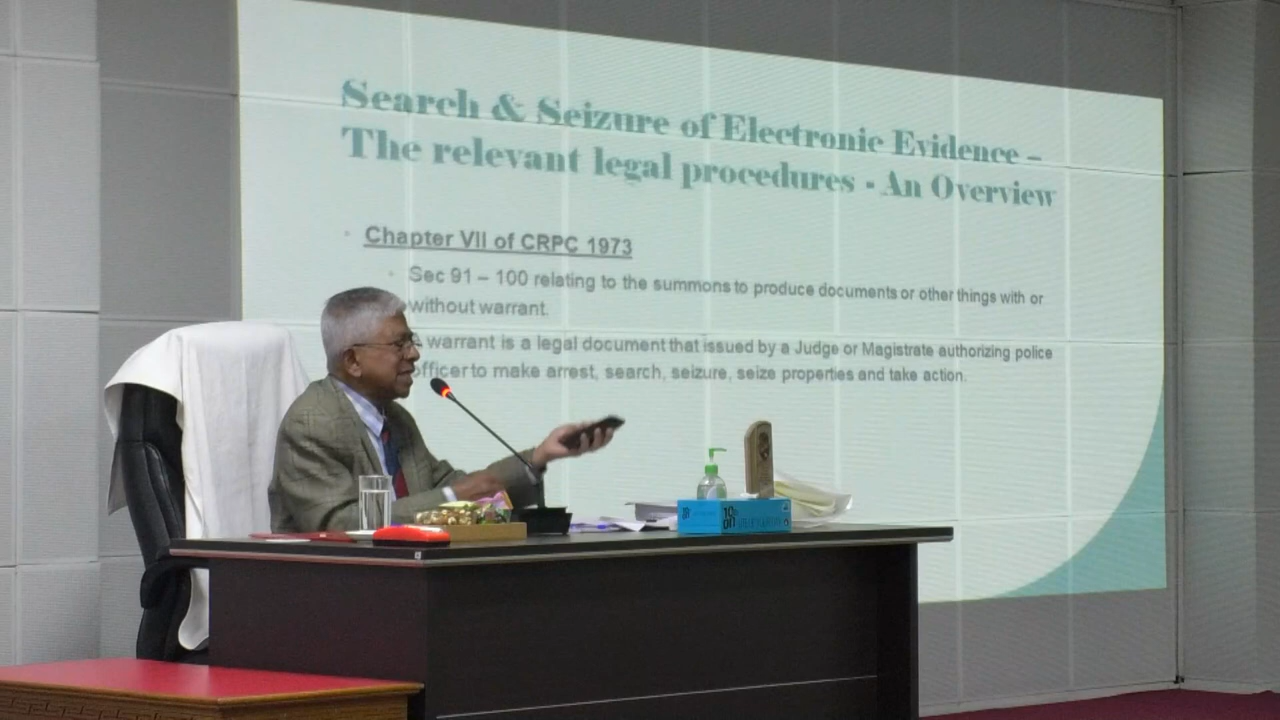 Search & Seizure of Electronic Evidence –
The relevant legal procedures - An Overview
Chapter VII of CRPC 1973
Sec 91 – 100 relating to the summons to produce documents or other things with or
without warrant.
warrant is a legal document that issued by a Judge or Magistrate authorizing police
officer to make arrest, search, seizure, seize properties and take action.